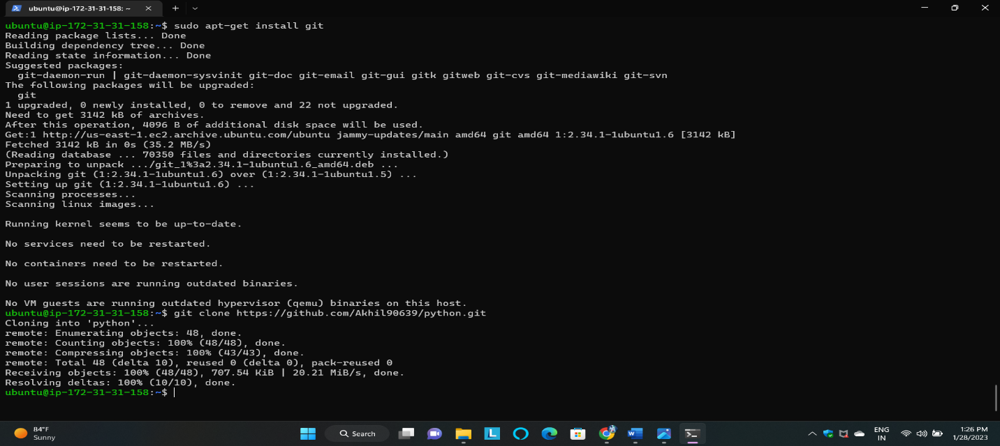 ubuntu@ip-172-31-31-158: ~
ubuntu@ip-172-31-31-158:~$ sudo apt-get install git
Reading package lists... Done
Building dependency tree... Done
Reading state information... Done
Suggested packages:
  git-daemon-run | git-daemon-sysvinit git-doc git-email git-gui gitk gitweb git-cvs git-mediawiki git-svn
The following packages will be upgraded:
  git
1 upgraded, 0 newly installed, 0 to remove and 22 not upgraded.
Need to get 3142 kB of archives.
After this operation, 4096 B of additional disk space will be used.
Get:1 http://us-east-1.ec2.archive.ubuntu.com/ubuntu jammy-updates/main amd64 git amd64 1:2.34.1-1ubuntu1.6 [3142 kB]
Fetched 3142 kB in 0s (35.2 MB/s)
(Reading database ... 70350 files and directories currently installed.)
Preparing to unpack .../git_1%3a2.34.1-1ubuntu1.6_amd64.deb ...
Unpacking git (1:2.34.1-1ubuntu1.6) over (1:2.34.1-1ubuntu1.5) ...
Setting up git (1:2.34.1-1ubuntu1.6) ...
Scanning processes...
Scanning linux images...
Running kernel seems to be up-to-date.
No services need to be restarted.
No containers need to be restarted.
No user sessions are running outdated binaries.
No VM guests are running outdated hypervisor (qemu) binaries on this host.
ubuntu@ip-172-31-31-158:~$ git clone https://github.com/Akhil90639/python.git
Cloning into 'python'...
remote: Enumerating objects: 48, done.
remote: Counting objects: 100% (48/48), done.
remote: Compressing objects: 100% (43/43), done.
remote: Total 48 (delta 10), reused 0 (delta 0), pack-reused 0
Receiving objects: 100% (48/48), 707.54 KiB | 20.21 MiB/s, done.
Resolving deltas: 100% (10/10), done.
ubuntu@ip-172-31-31-158:~$
84°F
Sunny
Search
ENG
IN
1:26 PM
1/28/2023